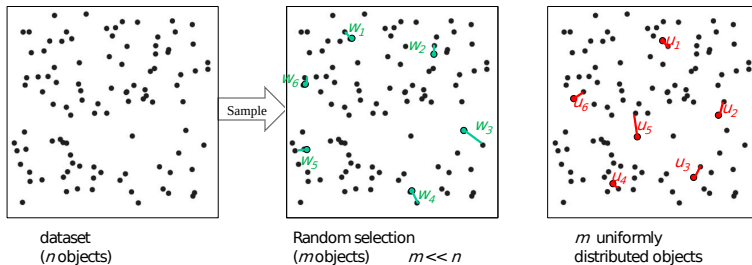 w1
w2
w6
w3
w5
w4
Sample
u1
u6
u2
u5
u3
u4
dataset
(n objects)
Random selection
(m objects) m << n
m uniformly
distributed objects